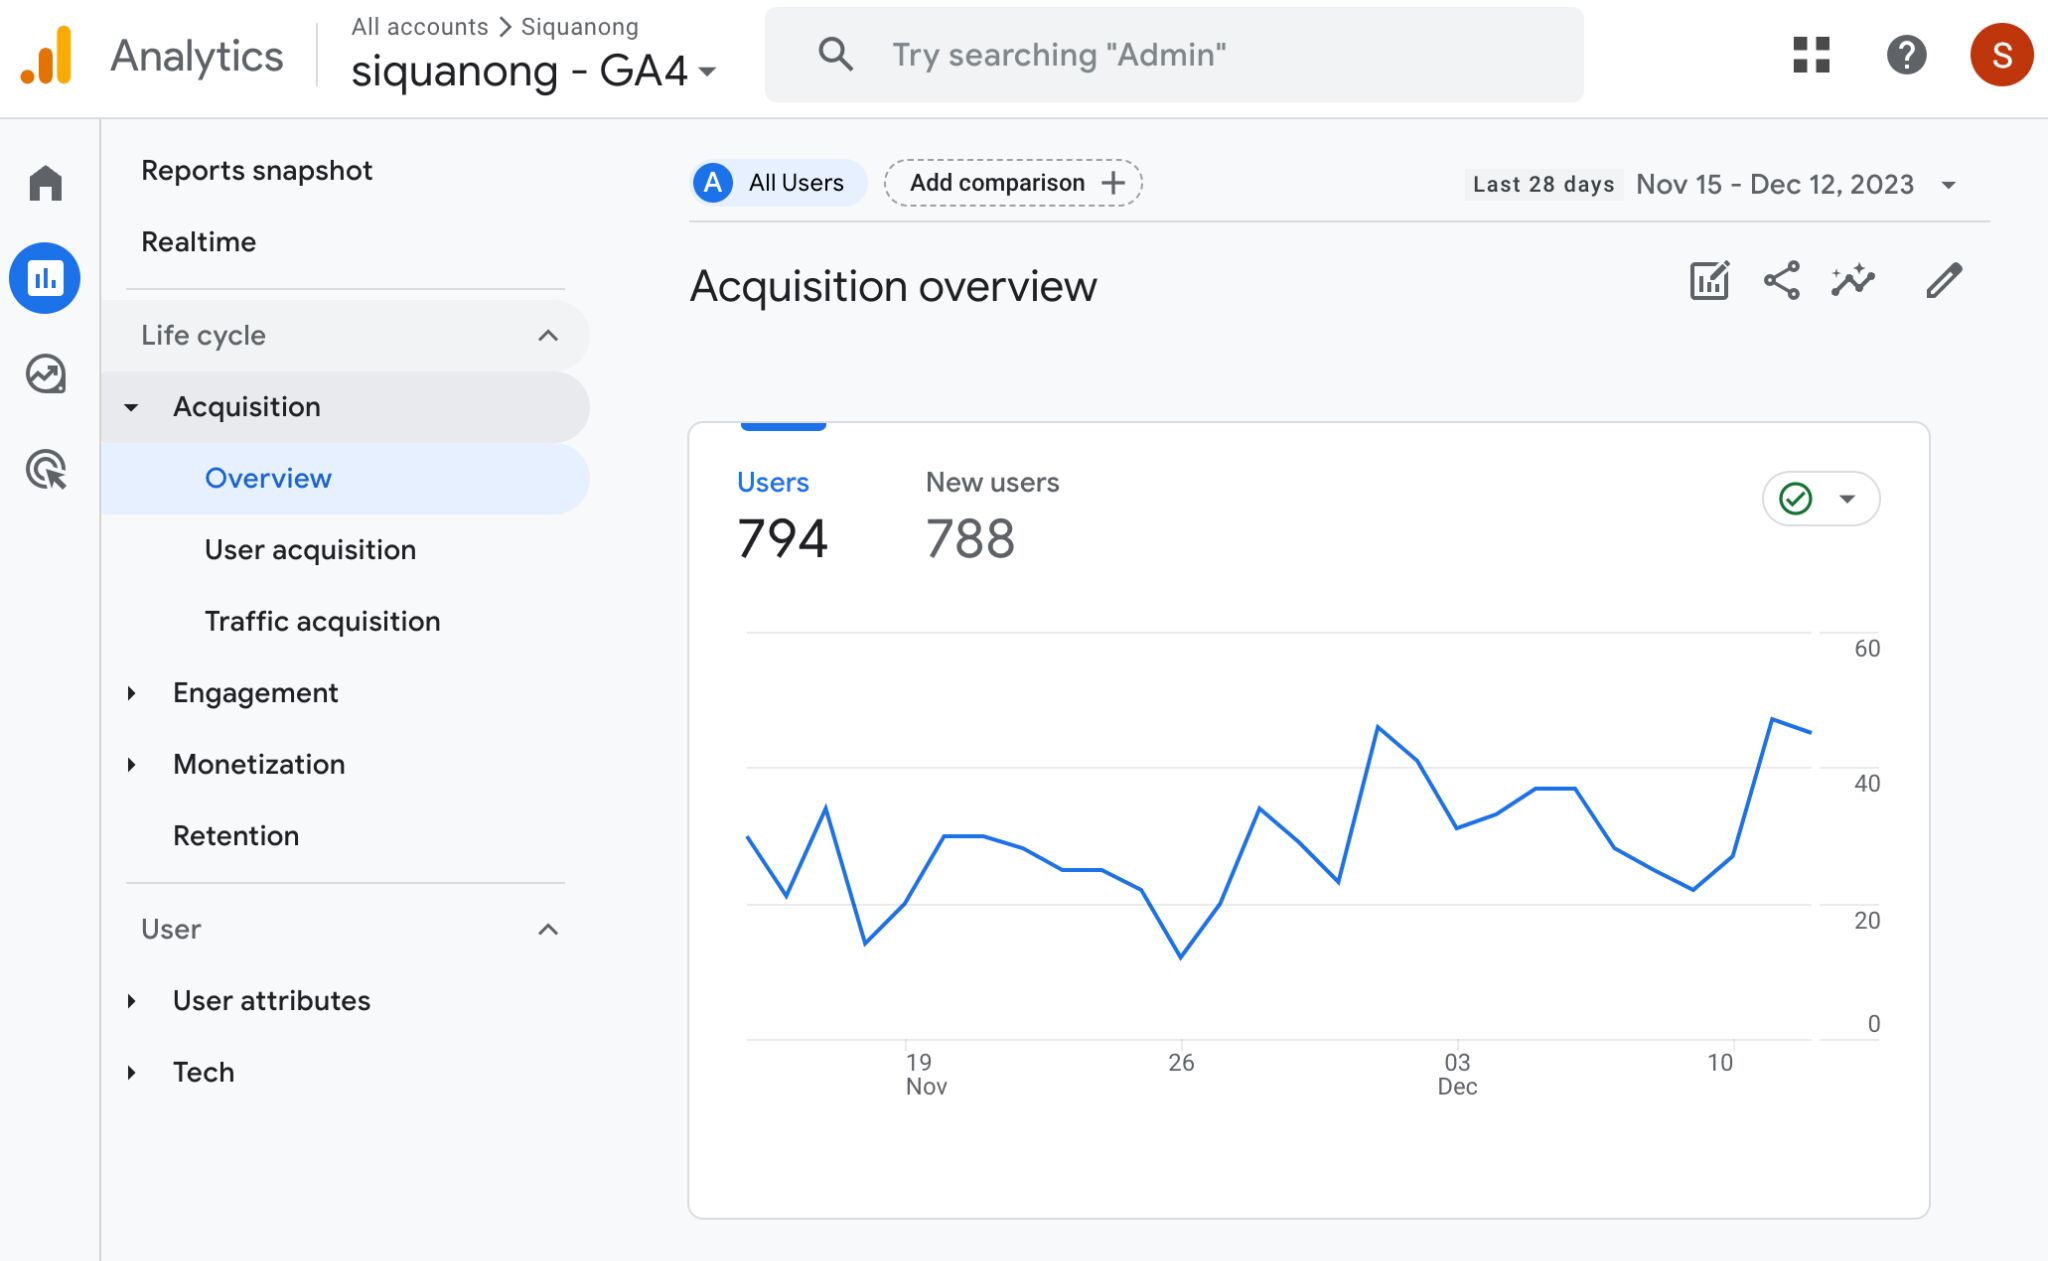 Analytics
All accounts > Siquanong
siquanong - GA4
Try searching "Admin"
S
Reports snapshot
Realtime
Life cycle
Acquisition
Overview
User acquisition
Traffic acquisition
Engagement
Monetization
Retention
User
User attributes
Tech
A All Users
Add comparison +
Last 28 days Nov 15 - Dec 12, 2023
Acquisition overview
Users New users
794 788
60
40
20
0
19 26 03 10
Nov Dec